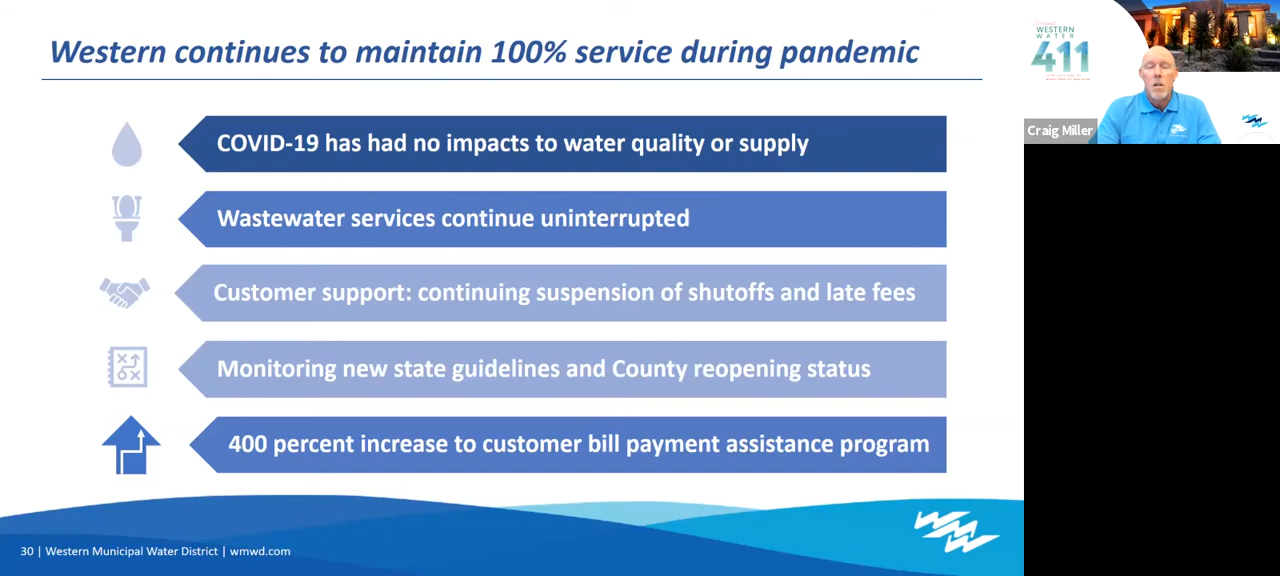 Western continues to maintain 100% service during pandemic
COVID-19 has had no impacts to water quality or supply
Wastewater services continue uninterrupted
Customer support: continuing suspension of shutoffs and late fees
Monitoring new state guidelines and County reopening status
400 percent increase to customer bill payment assistance program
30 | Western Municipal Water District | wmwd.com
WESTERN
WATER
411
Craig Miller